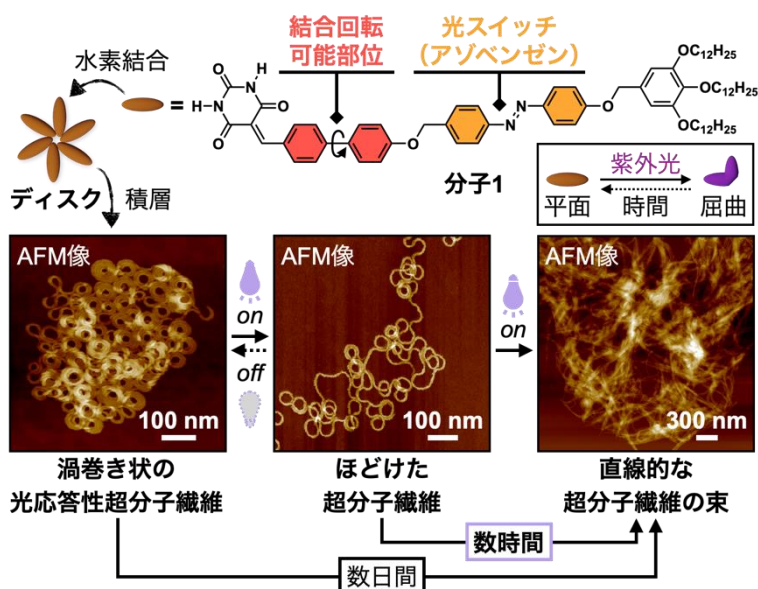 水素結合
結合回転
可能部位
光スイッチ
（アゾベンゼン）
=
O
N
H
H
N
O
O
O
O
N
N
O
OC₁₂H₂₅
OC₁₂H₂₅
OC₁₂H₂₅
分子1
ディスク
積層
紫外光
平面
時間
屈曲
AFM像
100 nm
on
off
AFM像
100 nm
on
AFM像
300 nm
渦巻き状の
光応答性超分子繊維
ほどけた
超分子繊維
直線的な
超分子繊維の束
数時間
数日間